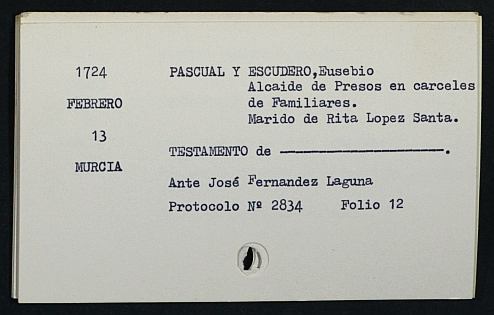 1724 PASCUAL Y ESCUDERO,Eusebio
Alcaide de Presos en carceles
FEBRERO de Familiares.
13 Marido de Rita Lopez Santa.
TESTAMENTO de ———————————.
MURCIA
Ante José Fernandez Laguna
Protocolo Nº 2834 Folio 12